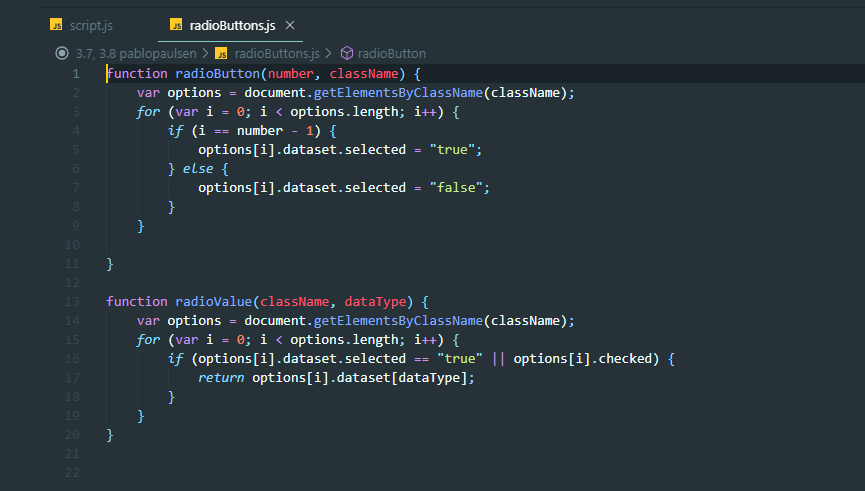 JS script.js JS radioButtons.js ×
3.7, 3.8 pablopaulsen > JS radioButtons.js > radioButton
1 function radioButton(number, className) {
2 var options = document.getElementsByClassName(className);
3 for (var i = 0; i < options.length; i++) {
4 if (i == number - 1) {
5 options[i].dataset.selected = "true";
6 } else {
7 options[i].dataset.selected = "false";
8 }
9 }
10
11 }
12
13 function radioValue(className, dataType) {
14 var options = document.getElementsByClassName(className);
15 for (var i = 0; i < options.length; i++) {
16 if (options[i].dataset.selected == "true" || options[i].checked) {
17 return options[i].dataset[dataType];
18 }
19 }
20 }
21
22